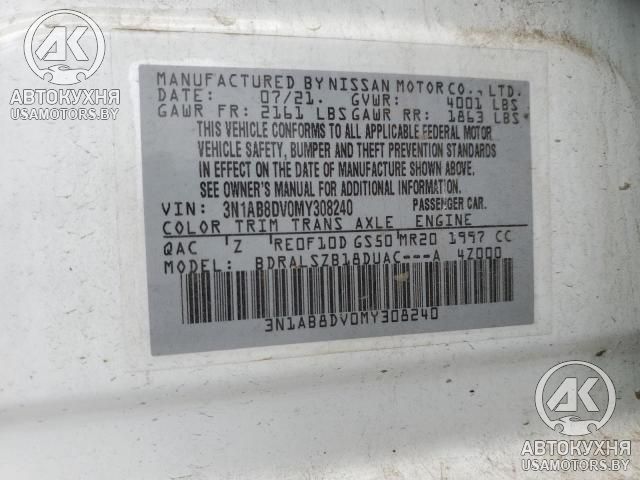 MANUFACTURED BY NISSAN MOTOR CO., LTD.
DATE: 07/21. GVWR: 4001 LBS
GAWR FR: 2161 LBS GAWR RR: 1863 LBS
THIS VEHICLE CONFORMS TO ALL APPLICABLE FEDERAL MOTOR
VEHICLE SAFETY, BUMPER AND THEFT PREVENTION STANDARDS
IN EFFECT ON THE DATE OF MANUFACTURE SHOWN ABOVE.
SEE OWNER'S MANUAL FOR ADDITIONAL INFORMATION
VIN: 3N1AB8DV0MY308240 PASSENGER CAR.
COLOR TRIM TRANS AXLE ENGINE
QAC Z RE0F10D GS50 MR20 1997 CC
MODEL: BDRALSZB18DUAC---A 4Z000
3N1AB8DV0MY308240
АК
АВТОКУХНЯ
USAMOTORS.BY
АК
АВТОКУХНЯ
USAMOTORS.BY